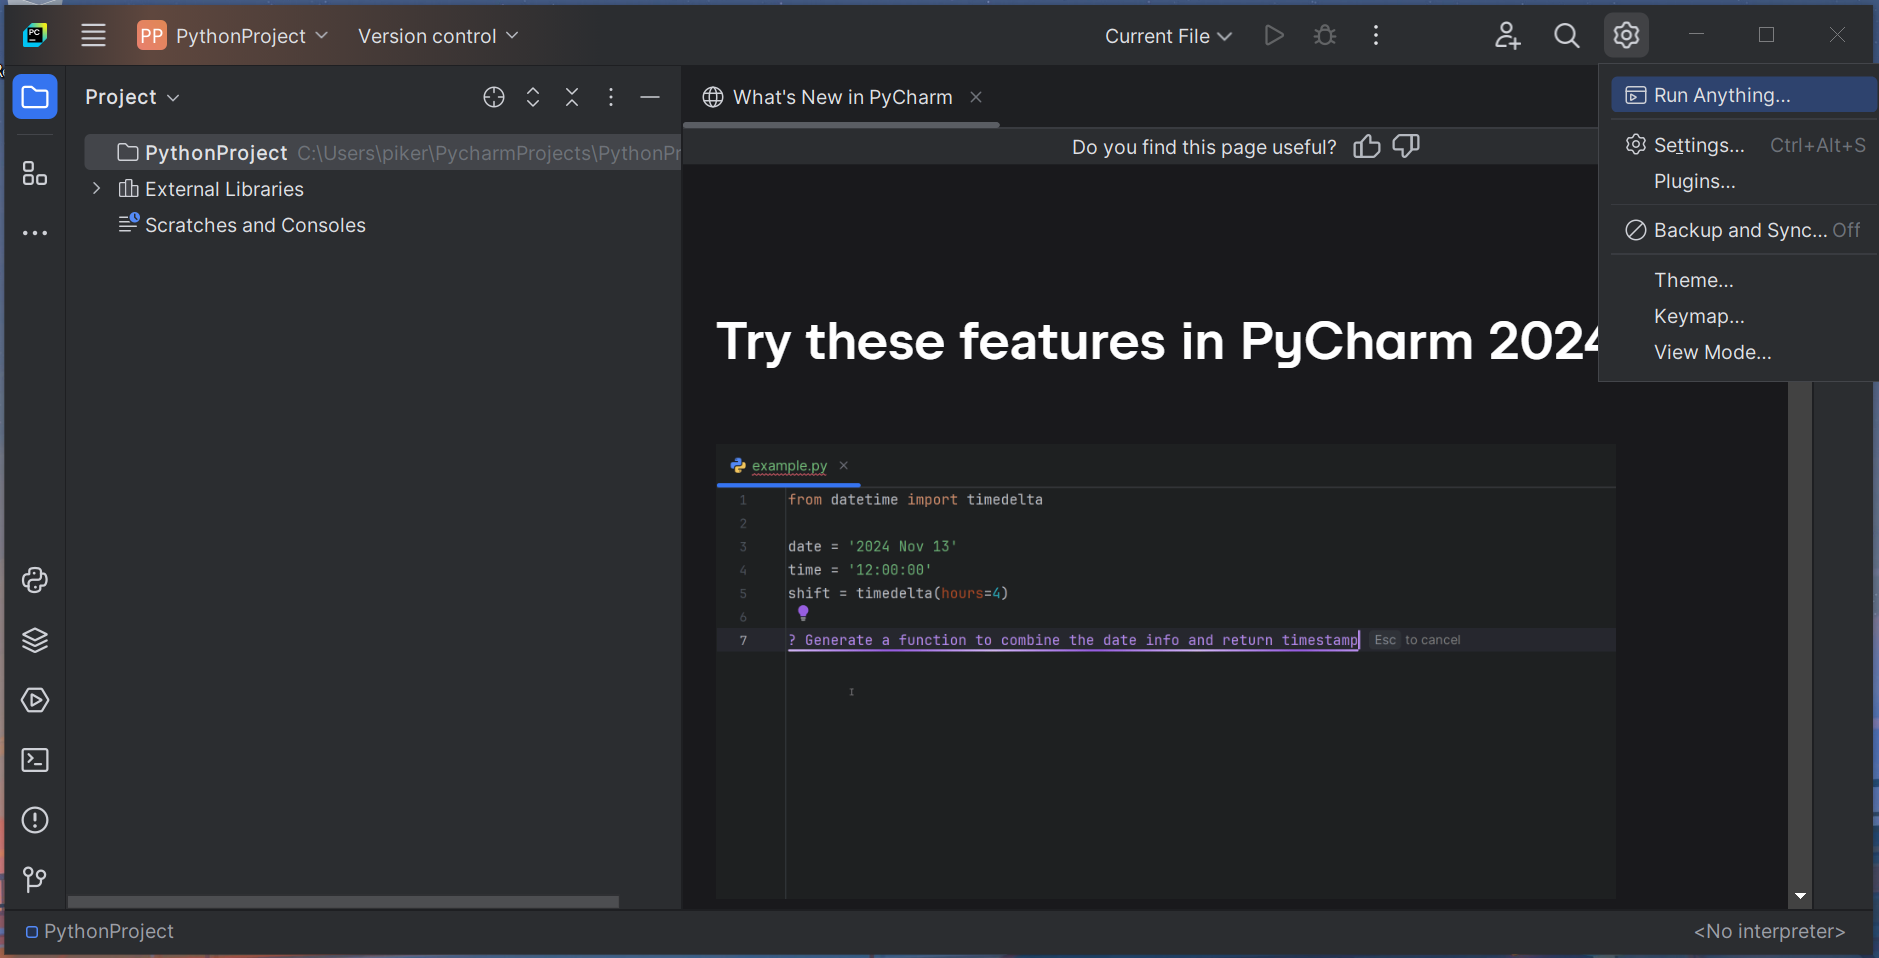 PC
PP PythonProject
Version control
Current File
Project
What's New in PyCharm
Do you find this page useful?
PythonProject C:\Users\piker\PycharmProjects\PythonPr
External Libraries
Scratches and Consoles
Run Anything...
Settings... Ctrl+Alt+S
Plugins...
Backup and Sync... Off
Theme...
Keymap...
View Mode...
Try these features in PyCharm 2024
example.py
1 from datetime import timedelta
2
3 date = '2024 Nov 13'
4 time = '12:00:00'
5 shift = timedelta(hours=4)
6
7 ? Generate a function to combine the date info and return timestamp Esc to cancel
PythonProject
<No interpreter>